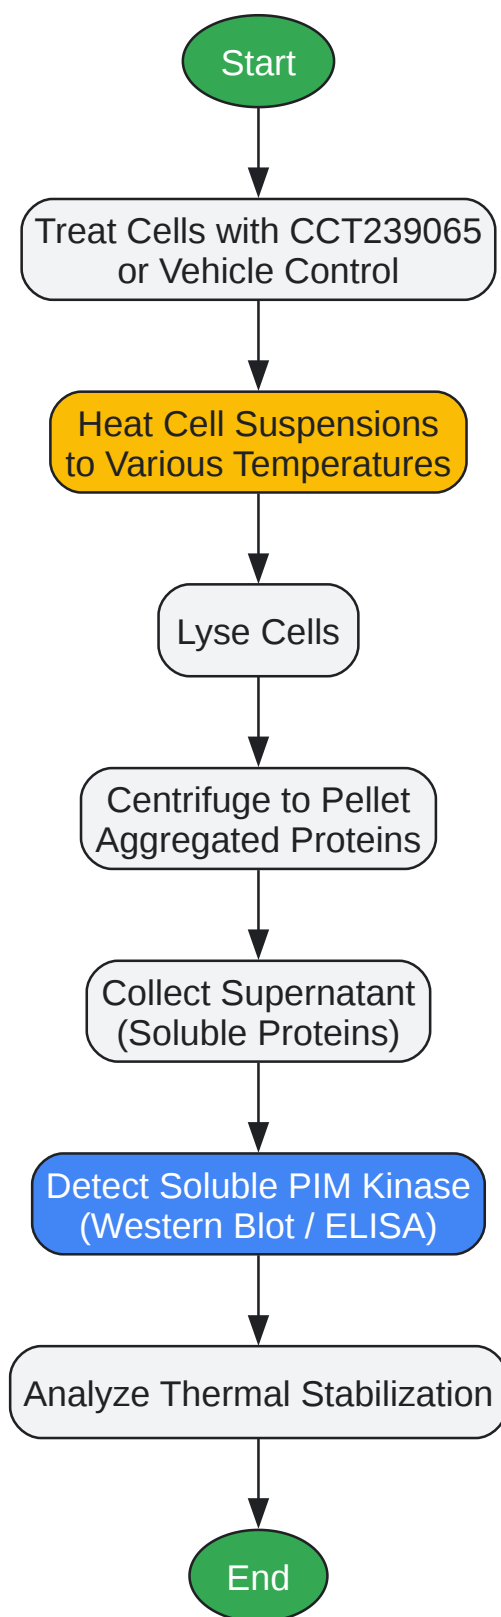 Start
Treat Cells with CCT239065
or Vehicle Control
Heat Cell Suspensions
to Various Temperatures
Lyse Cells
Centrifuge to Pellet
Aggregated Proteins
Collect Supernatant
(Soluble Proteins)
Detect Soluble PIM Kinase
(Western Blot / ELISA)
Analyze Thermal Stabilization
End